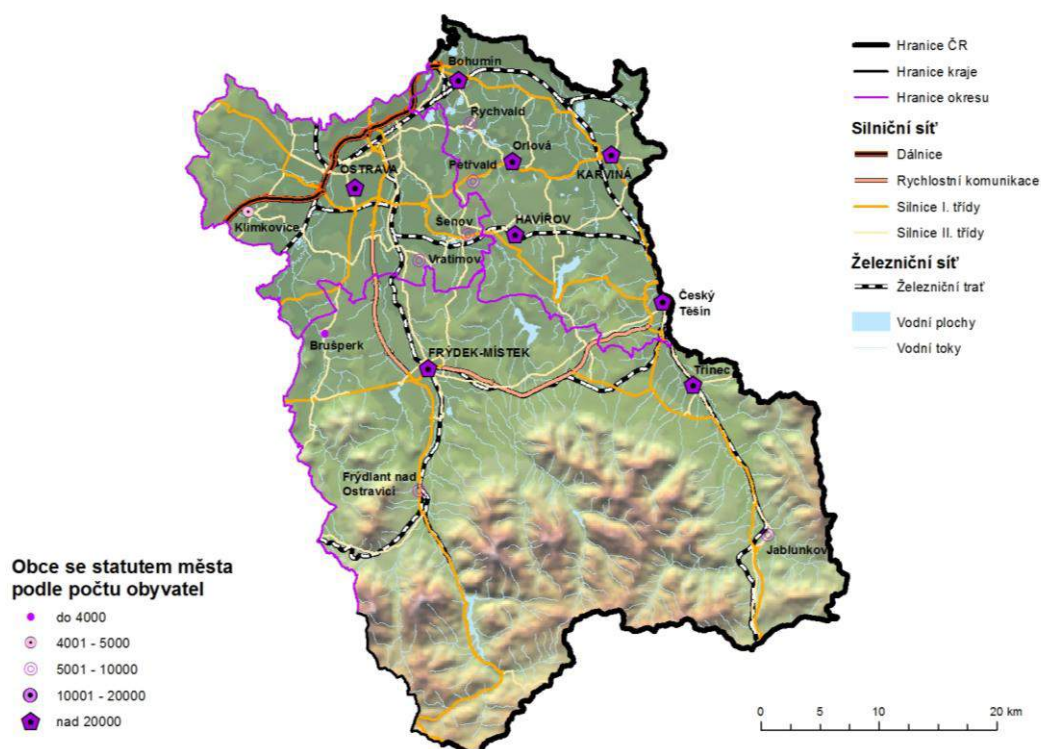 Bohumín
Rychvald
Orlová
Petřvald
KARVINÁ
OSTRAVA
Klimkovice
Šenov
HAVÍŘOV
Vratimov
Český
Těšín
Brušperk
FRÝDEK-MÍSTEK
Třinec
Frýdlant nad
Ostravicí
Jablunkov
Hranice ČR
Hranice kraje
Hranice okresu
Silniční síť
Dálnice
Rychlostní komunikace
Silnice I. třídy
Silnice II. třídy
Železniční síť
Železniční trať
Vodní plochy
Vodní toky
Obce se statutem města
podle počtu obyvatel
do 4000
4001 - 5000
5001 - 10000
10001 - 20000
nad 20000
0 5 10 20 km